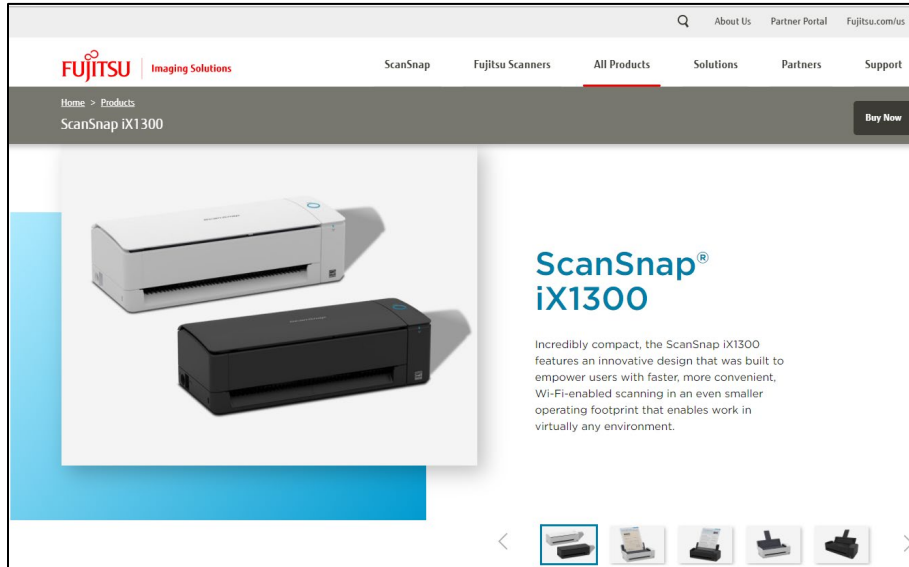 About Us Partner Portal Fujitsu.com/us
FUJITSU Imaging Solutions
ScanSnap Fujitsu Scanners All Products Solutions Partners Support
Home > Products
ScanSnap iX1300
Buy Now
ScanSnap®
iX1300
Incredibly compact, the ScanSnap iX1300
features an innovative design that was built to
empower users with faster, more convenient,
Wi-Fi-enabled scanning in an even smaller
operating footprint that enables work in
virtually any environment.